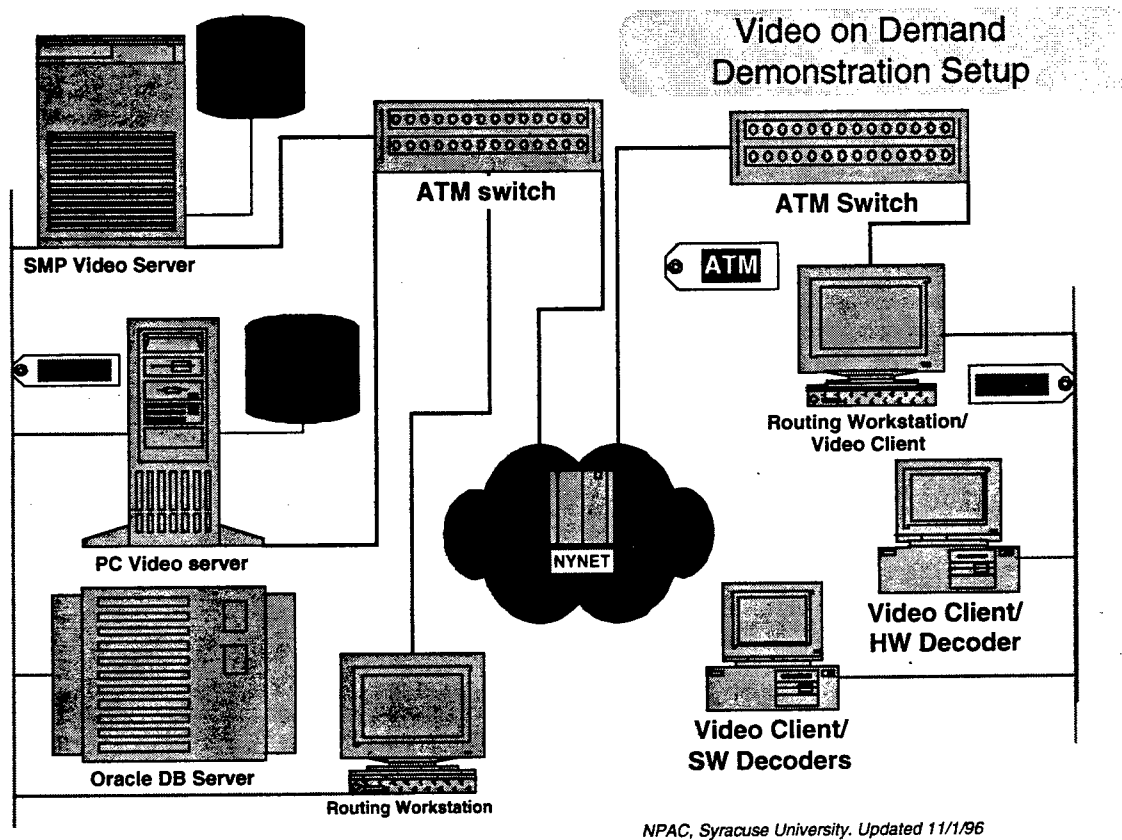 Video on Demand
Demonstration Setup
ATM switch
ATM Switch
SMP Video Server
ATM
Routing Workstation/
Video Client
PC Video server
NYNET
Video Client/
HW Decoder
Video Client/
SW Decoders
Oracle DB Server
Routing Workstation
NPAC, Syracuse University. Updated 11/1/96